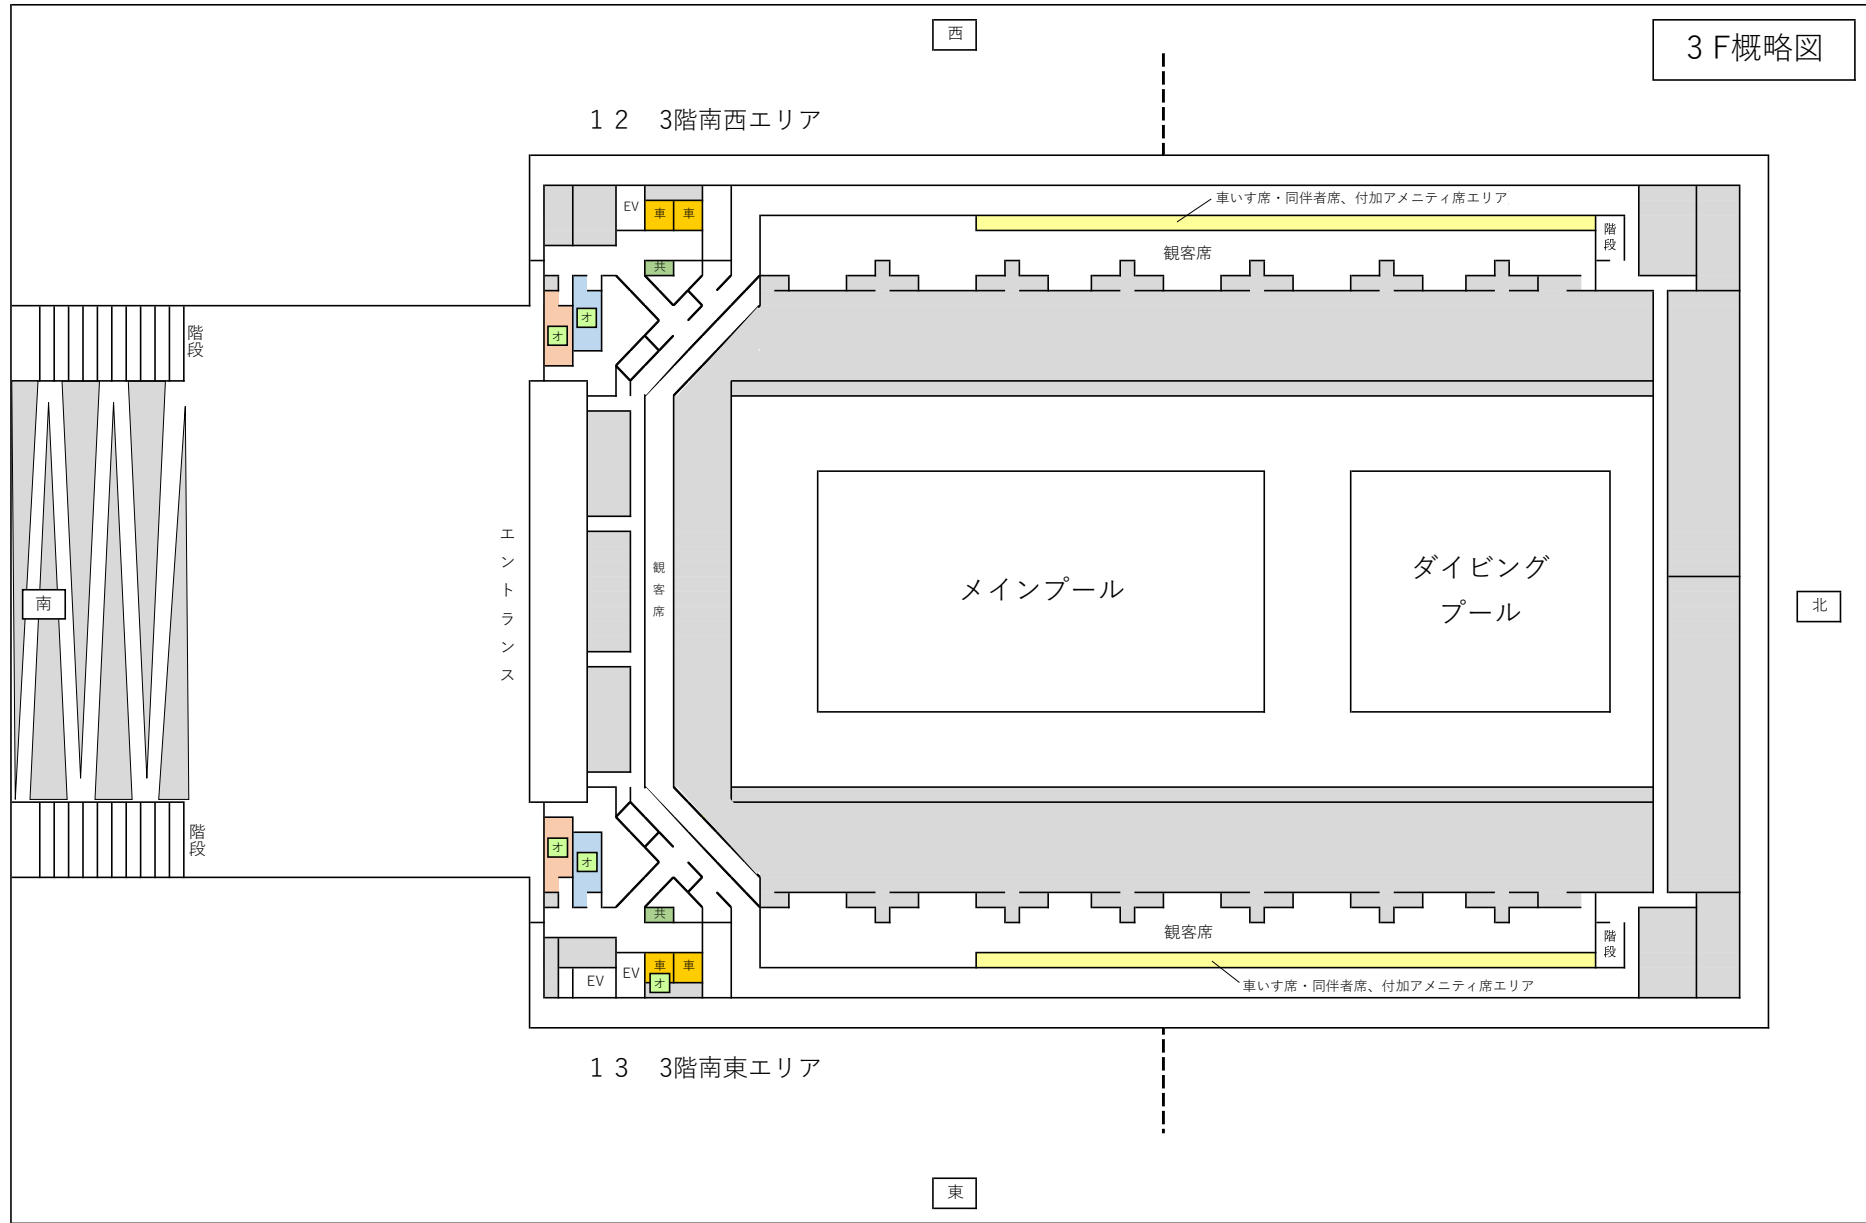 西
３Ｆ概略図
１２　3階南西エリア
車いす席・同伴者席、付加アメニティ席エリア
EV
車
車
階段
観客席
共
オ
オ
階段
エントランス
観客席
メインプール
ダイビング
プール
南
北
階段
オ
オ
共
観客席
階段
車
車
EV
EV
オ
車いす席・同伴者席、付加アメニティ席エリア
１３　3階南東エリア
東